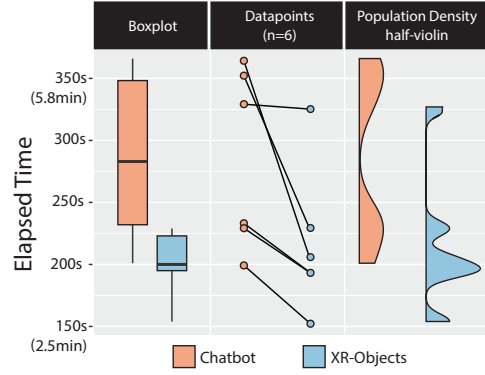 Boxplot
Datapoints
(n=6)
Population Density
half-violin
Elapsed Time
350s
(5.8min)
300s
250s
200s
150s
(2.5min)
Chatbot
XR-Objects